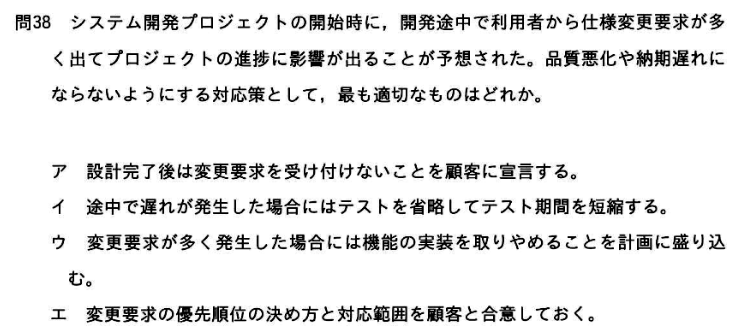 問38 システム開発プロジェクトの開始時に，開発途中で利用者から仕様変更要求が多
く出てプロジェクトの進捗に影響が出ることが予想された。品質悪化や納期遅れに
ならないようにする対応策として，最も適切なものはどれか。
ア 設計完了後は変更要求を受け付けないことを顧客に宣言する。
イ 途中で遅れが発生した場合にはテストを省略してテスト期間を短縮する。
ウ 変更要求が多く発生した場合には機能の実装を取りやめることを計画に盛り込
む。
エ 変更要求の優先順位の決め方と対応範囲を顧客と合意しておく。